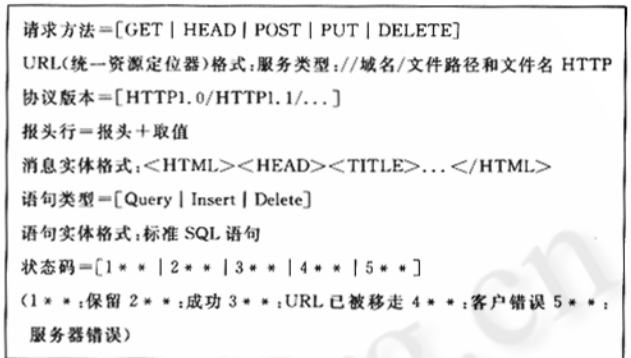 请求方法=[GET | HEAD | POST | PUT | DELETE]
URL(统一资源定位器)格式:服务类型://域名/文件路径和文件名 HTTP
协议版本=[HTTP1.0/HTTP1.1/...]
报头行=报头+取值
消息实体格式:<HTML><HEAD><TITLE>...</HTML>
语句类型=[Query | Insert | Delete]
语句实体格式:标准 SQL 语句
状态码=[1* * | 2* * | 3* * | 4* * | 5* *]
(1* *:保留 2* *:成功 3* *:URL 已被移走 4* *:客户错误 5* *:
服务器错误)